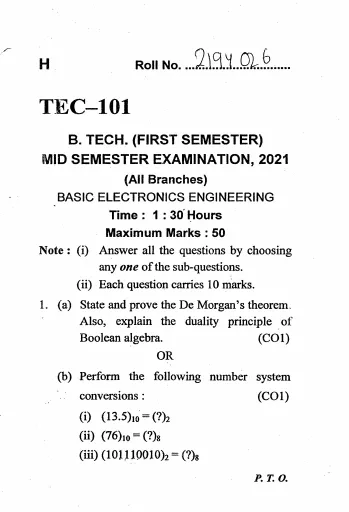 H Roll No. ...2194026...
TEC–101
B. TECH. (FIRST SEMESTER)
MID SEMESTER EXAMINATION, 2021
(All Branches)
BASIC ELECTRONICS ENGINEERING
Time : 1 : 30 Hours
Maximum Marks : 50
Note : (i) Answer all the questions by choosing
any one of the sub-questions.
(ii) Each question carries 10 marks.
1. (a) State and prove the De Morgan's theorem.
Also, explain the duality principle of
Boolean algebra. (CO1)
OR
(b) Perform the following number system
conversions : (CO1)
(i) (13.5)₁₀ = (?)₂
(ii) (76)₁₀ = (?)₈
(iii) (101110010)₂ = (?)₈
P. T. O.